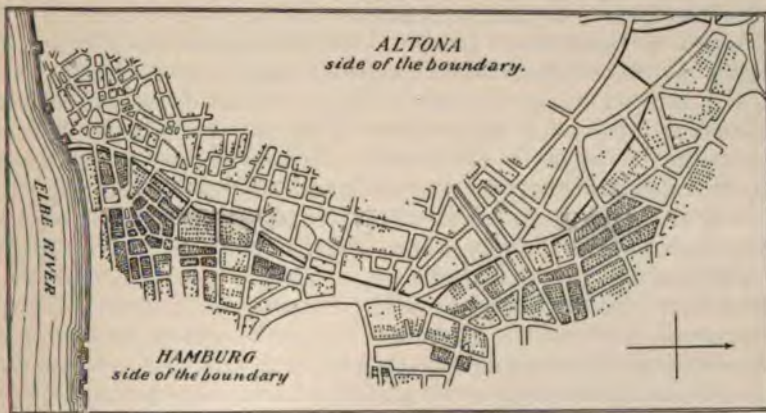 ALTONA
side of the boundary.
ELBE RIVER
HAMBURG
side of the boundary